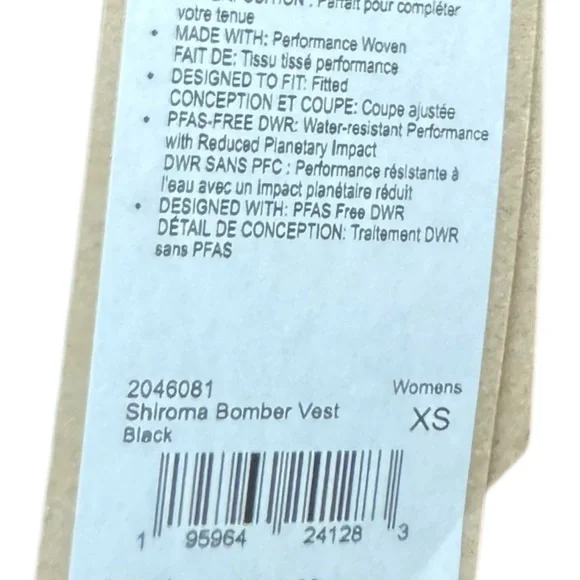 : Parfait pour compléter
votre tenue
• MADE WITH: Performance Woven
FAIT DE: Tissu tissé performance
• DESIGNED TO FIT: Fitted
CONCEPTION ET COUPE: Coupe ajustée
• PFAS-FREE DWR: Water-resistant Performance
with Reduced Planetary Impact
DWR SANS PFC : Performance résistante à
l'eau avec un impact planétaire réduit
• DESIGNED WITH: PFAS Free DWR
DÉTAIL DE CONCEPTION: Traitement DWR
sans PFAS
2046081 Womens
Shiroma Bomber Vest XS
Black
1 95964 24128 3